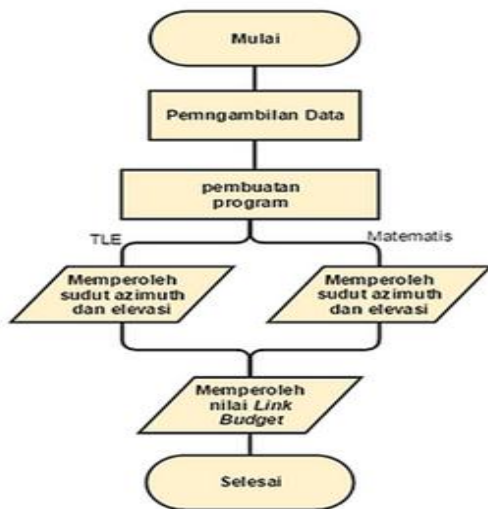 Mulai
Pemngambilan Data
pembuatan
program
TLE
Matematis
Memperoleh
sudut azimuth
dan elevasi
Memperoleh
sudut azimuth
dan elevasi
Memperoleh
nilai Link
Budget
Selesai